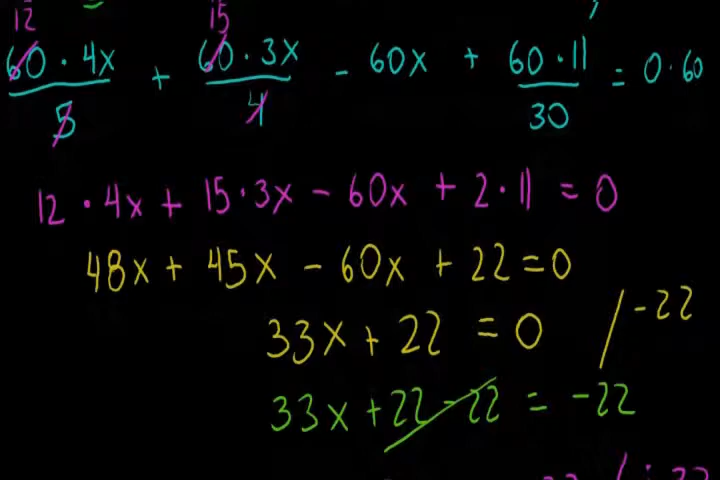 12 15
60 · 4x / 5 + 60 · 3x / 4 - 60x + 60 · 11 / 30 = 0 · 60
12 · 4x + 15 · 3x - 60x + 2 · 11 = 0
48x + 45x - 60x + 22 = 0
33x + 22 = 0 / -22
33x + 22 - 22 = -22